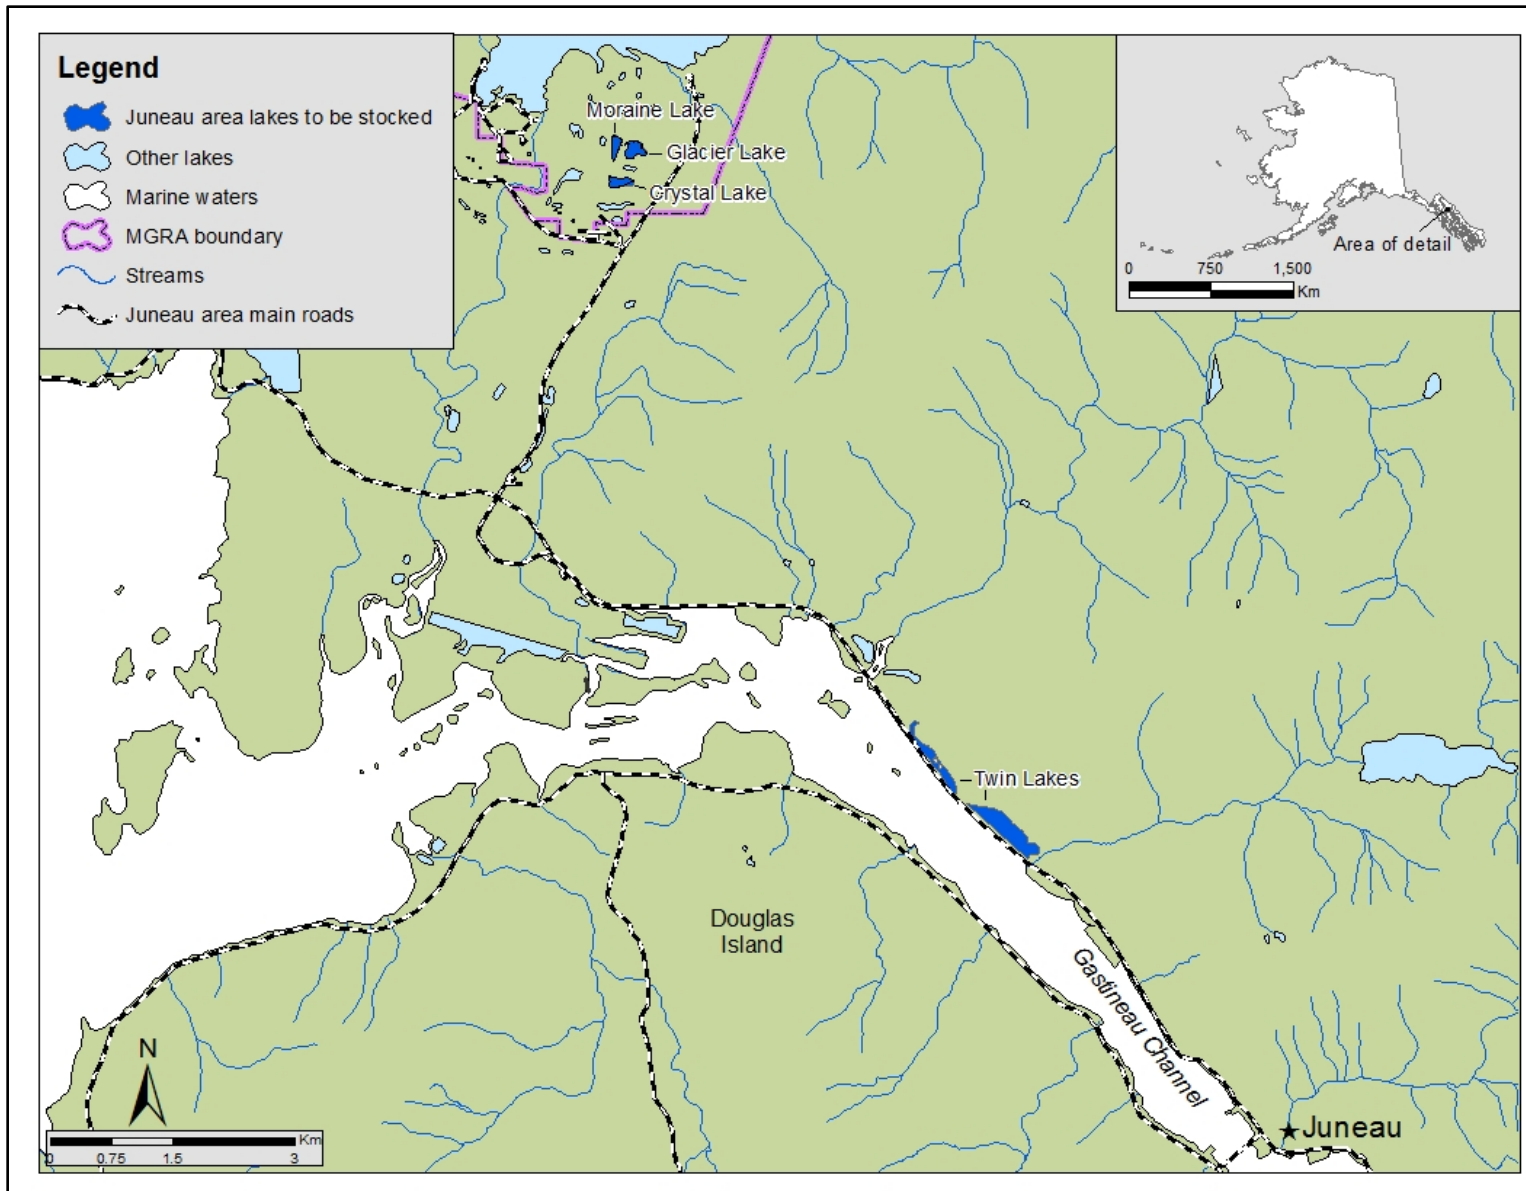 Legend
Juneau area lakes to be stocked
Other lakes
Marine waters
MGRA boundary
Streams
Juneau area main roads
Moraine Lake
Glacier Lake
Crystal Lake
Area of detail
0 750 1,500
Km
Twin Lakes
Douglas
Island
Gastineau Channel
N
Juneau
Km
0 0.75 1.5 3